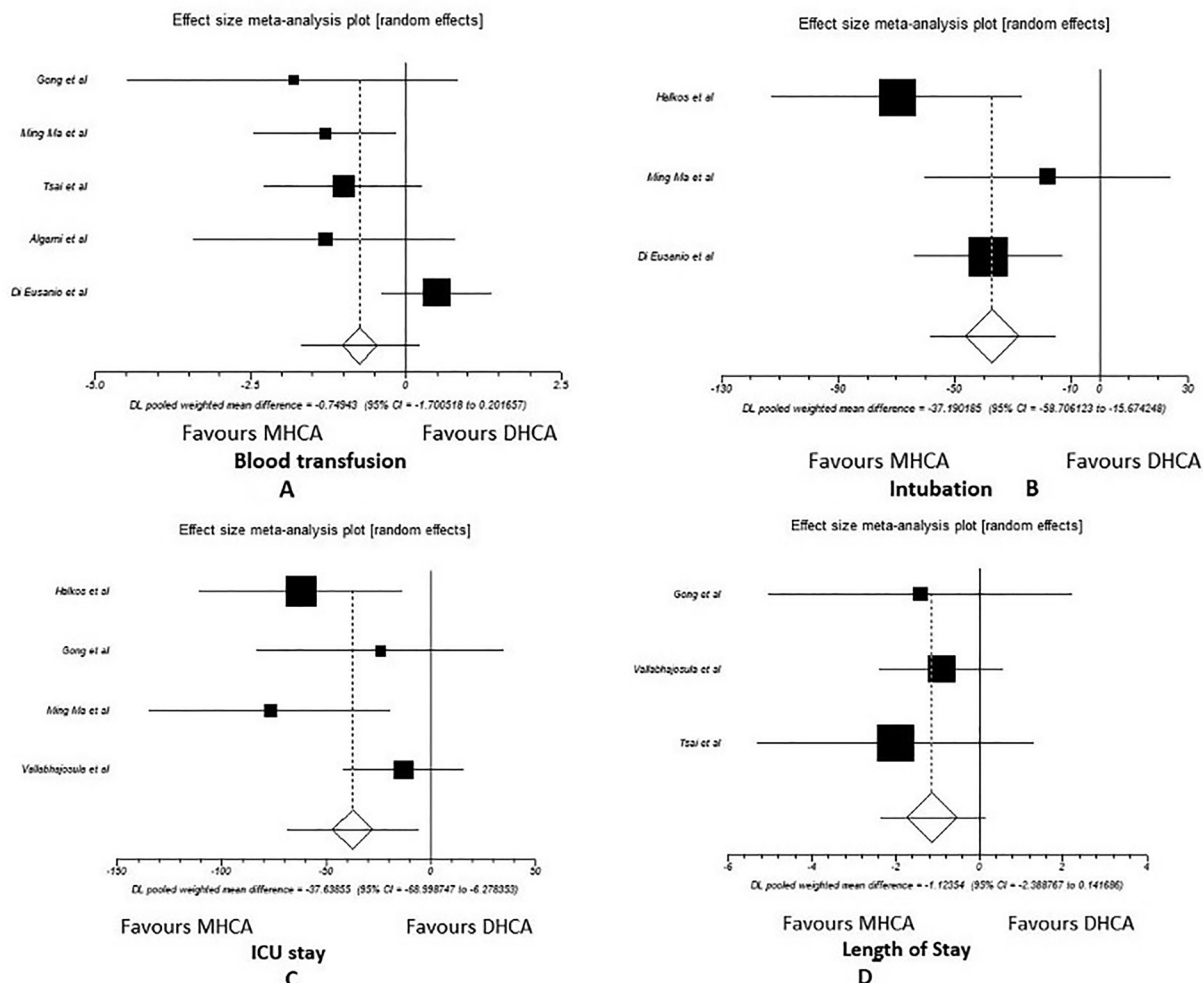 Effect size meta-analysis plot [random effects]
Gong et al
Ming Ma et al
Tsai et al
Algarni et al
Di Eusanio et al
-5.0 -2.5 0 2.5
DL pooled weighted mean difference = -0.74943 (95% CI = -1.700518 to 0.201657)
Favours MHCA Favours DHCA
Blood transfusion
A
Effect size meta-analysis plot [random effects]
Halkos et al
Ming Ma et al
Di Eusanio et al
-130 -90 -50 -10 0 30
DL pooled weighted mean difference = -37.190185 (95% CI = -58.706123 to -15.674248)
Favours MHCA Favours DHCA
Intubation B
Effect size meta-analysis plot [random effects]
Halkos et al
Gong et al
Ming Ma et al
Vallabhajosula et al
-150 -100 -50 0 50
DL pooled weighted mean difference = -37.63855 (95% CI = -68.998747 to -6.278353)
Favours MHCA Favours DHCA
ICU stay
C
Effect size meta-analysis plot [random effects]
Gong et al
Vallabhajosula et al
Tsai et al
-6 -4 -2 0 2 4
DL pooled weighted mean difference = -1.12354 (95% CI = -2.388767 to 0.141686)
Favours MHCA Favours DHCA
Length of Stay
D